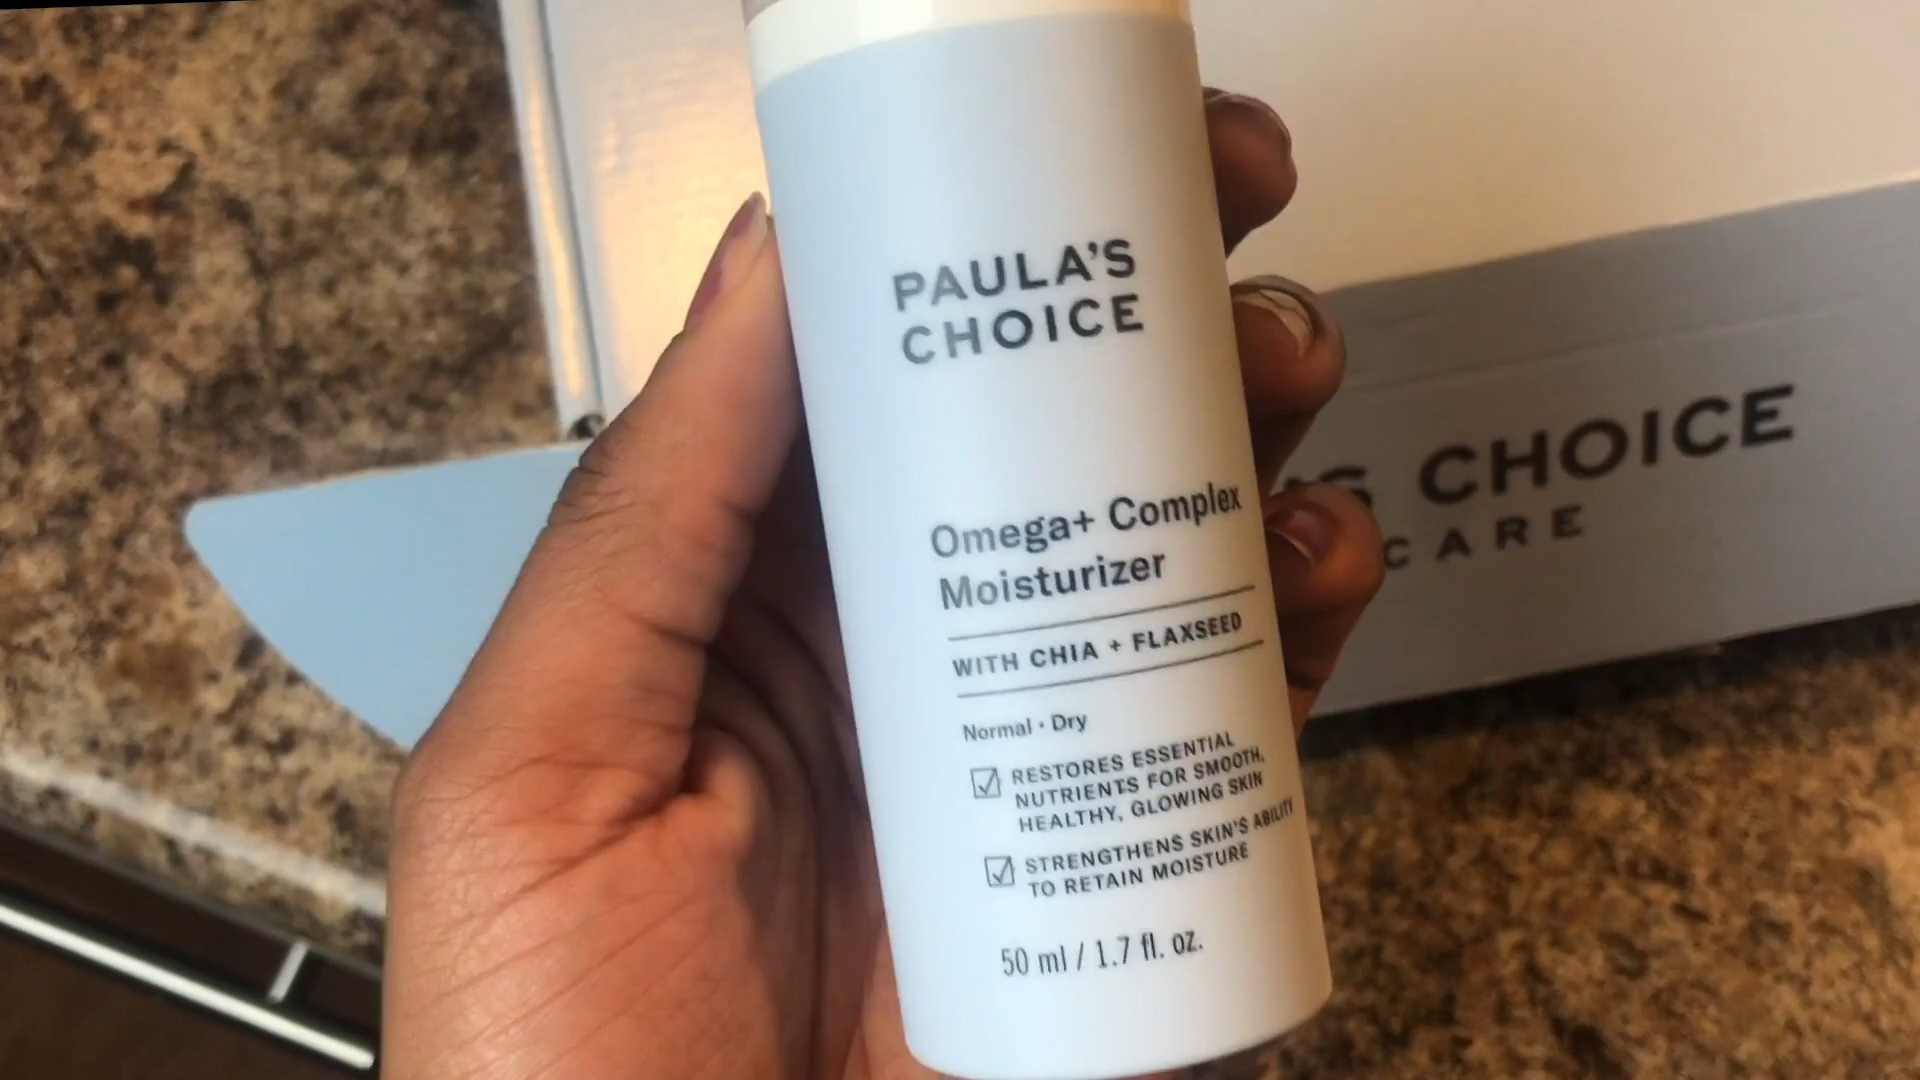 PAULA'S
CHOICE
Omega+ Complex
Moisturizer
WITH CHIA + FLAXSEED
Normal • Dry
☑ RESTORES ESSENTIAL
NUTRIENTS FOR SMOOTH,
HEALTHY, GLOWING SKIN
☑ STRENGTHENS SKIN'S ABILITY
TO RETAIN MOISTURE
50 ml / 1.7 fl. oz.
'S CHOICE
CARE